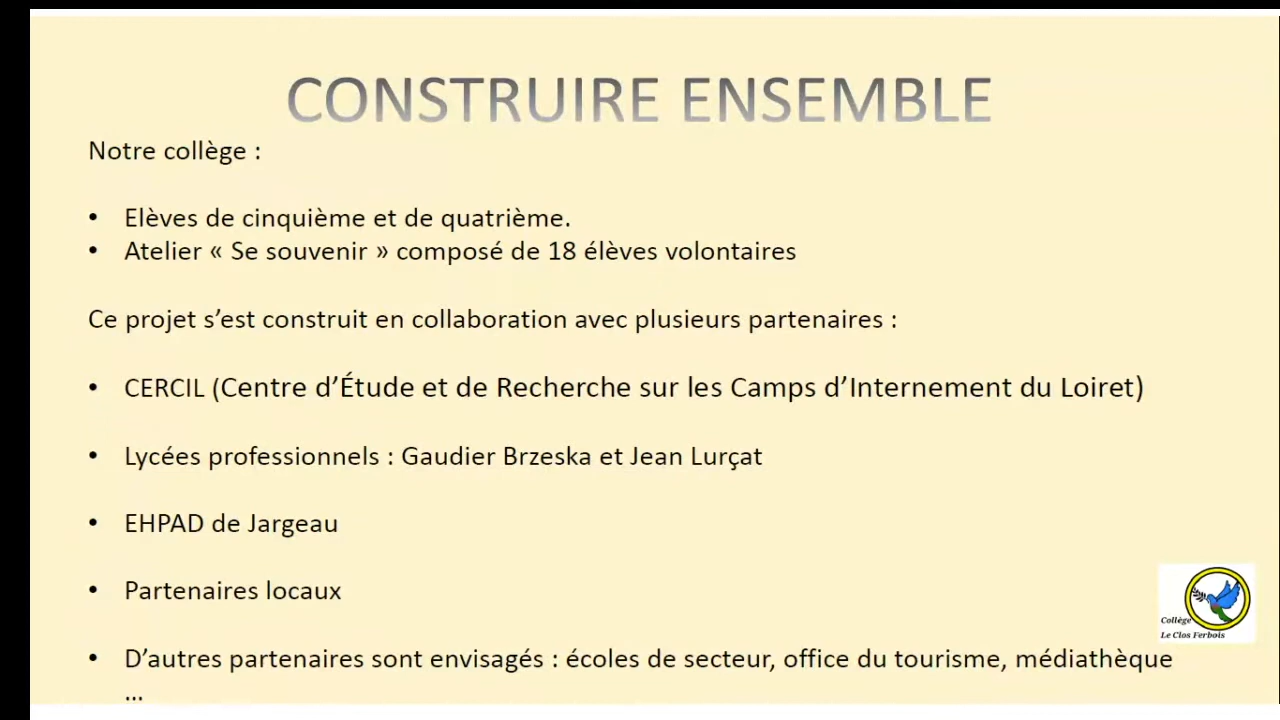 CONSTRUIRE ENSEMBLE
Notre collège :
• Elèves de cinquième et de quatrième.
• Atelier « Se souvenir » composé de 18 élèves volontaires
Ce projet s’est construit en collaboration avec plusieurs partenaires :
• CERCIL (Centre d’Étude et de Recherche sur les Camps d’Internement du Loiret)
• Lycées professionnels : Gaudier Brzeska et Jean Lurçat
• EHPAD de Jargeau
• Partenaires locaux
Collège
Le Clos Ferbois
• D’autres partenaires sont envisagés : écoles de secteur, office du tourisme, médiathèque
...